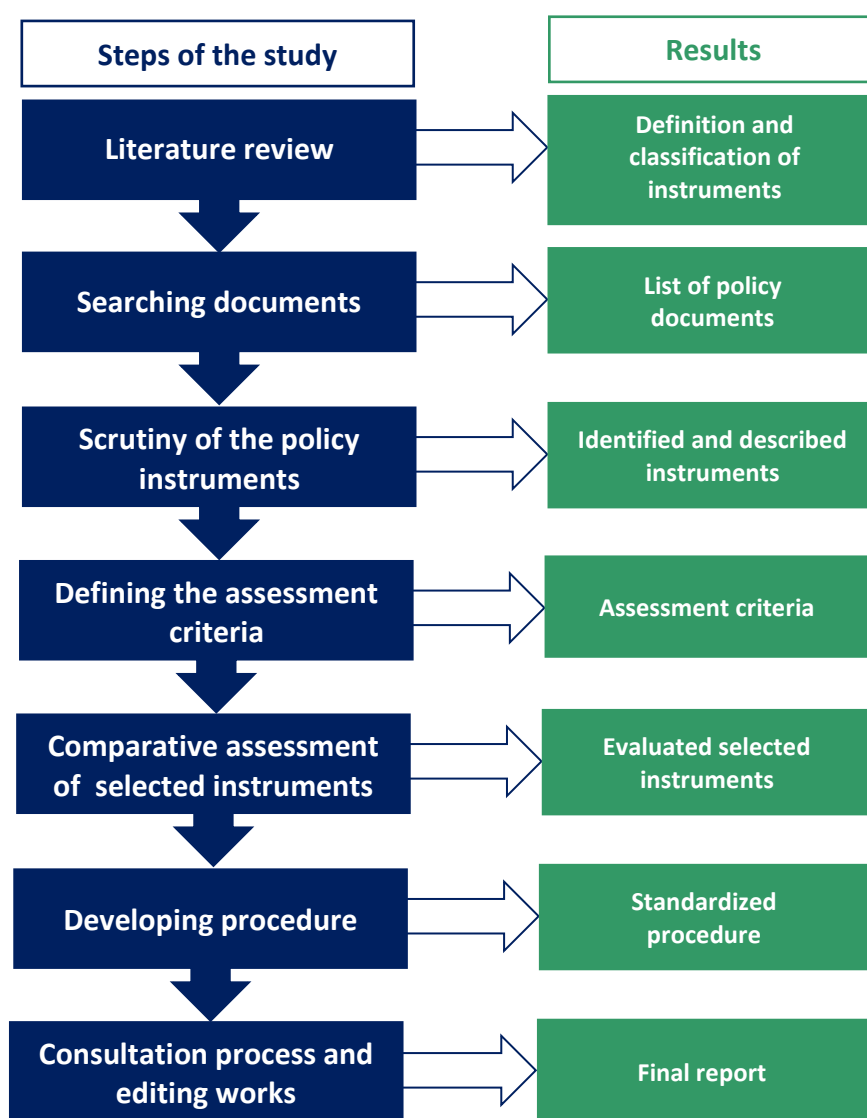 Steps of the study
Results
Literature review
Definition and
classification of
instruments
Searching documents
List of policy
documents
Scrutiny of the policy
instruments
Identified and described
instruments
Defining the assessment
criteria
Assessment criteria
Comparative assessment
of  selected instruments
Evaluated selected
instruments
Developing procedure
Standardized
procedure
Consultation process and
editing works
Final report